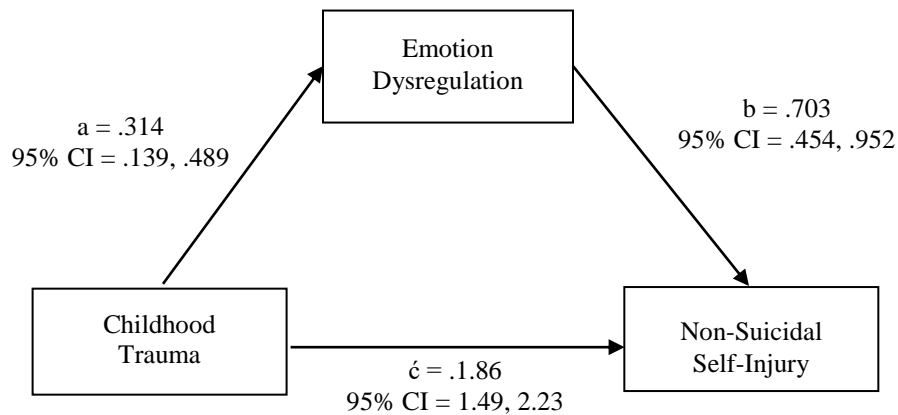 Emotion
Dysregulation
a = .314
95% CI = .139, .489
b = .703
95% CI = .454, .952
Childhood
Trauma
ć = .1.86
95% CI = 1.49, 2.23
Non-Suicidal
Self-Injury